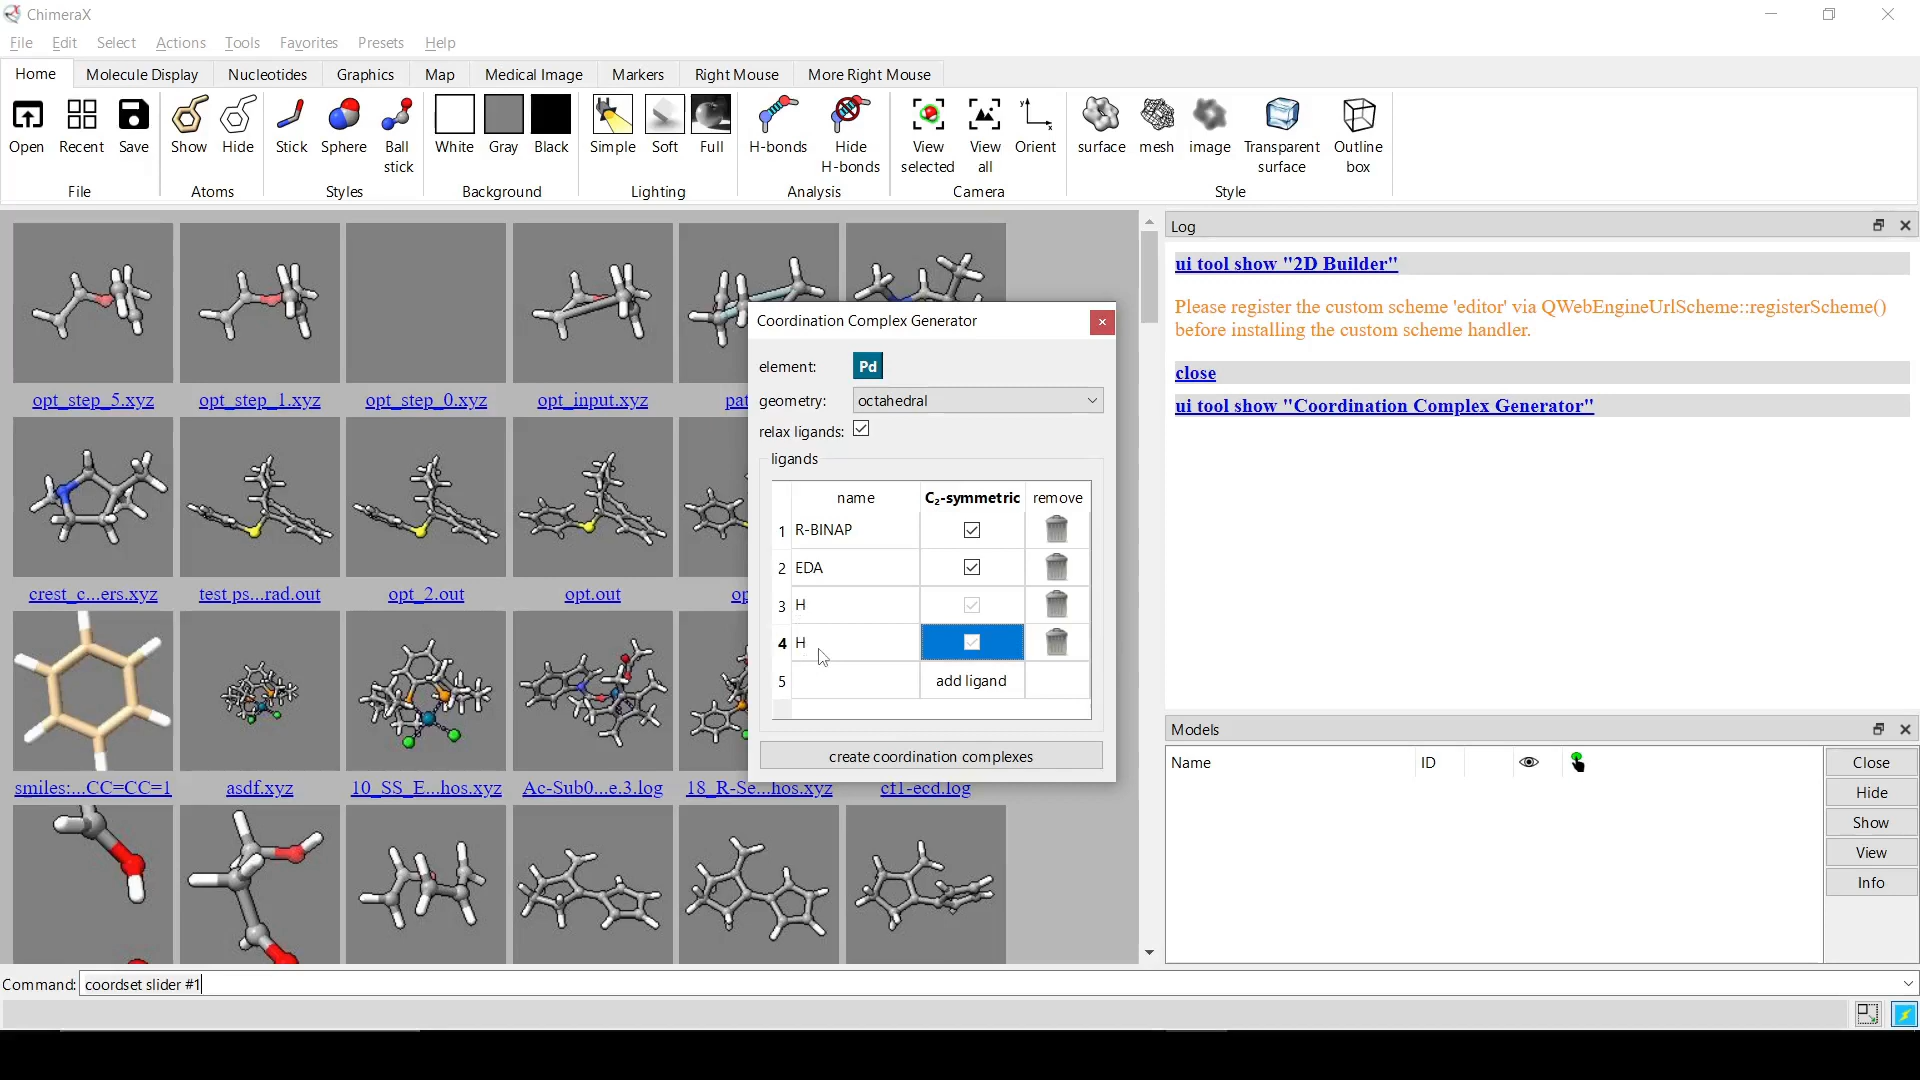 ChimeraX
File Edit Select Actions Tools Favorites Presets Help
Home Molecule Display Nucleotides Graphics Map Medical Image Markers Right Mouse More Right Mouse
Open Recent Save Show Hide Stick Sphere Ball stick White Gray Black Simple Soft Full H-bonds Hide H-bonds View selected View all Orient surface mesh image Transparent surface Outline box
File Atoms Styles Background Lighting Analysis Camera Style
opt_step_5.xyz opt_step_1.xyz opt_step_0.xyz opt_input.xyz pat
crest_c...ers.xyz test ps...rad.out opt_2.out opt.out op
smiles:...CC=CC=1 asdf.xyz 10_SS_E...hos.xyz Ac-Sub0...e.3.log 18_R-Se...hos.xyz cf1-ecd.log
Coordination Complex Generator
element: Pd
geometry: octahedral
relax ligands:
ligands
name C₂-symmetric remove
1 R-BINAP
2 EDA
3 H
4 H
5 add ligand
create coordination complexes
Log
ui tool show "2D Builder"
Please register the custom scheme 'editor' via QWebEngineUrlScheme::registerScheme()
before installing the custom scheme handler.
close
ui tool show "Coordination Complex Generator"
Models
Name ID
Close
Hide
Show
View
Info
Command: coordset slider #1